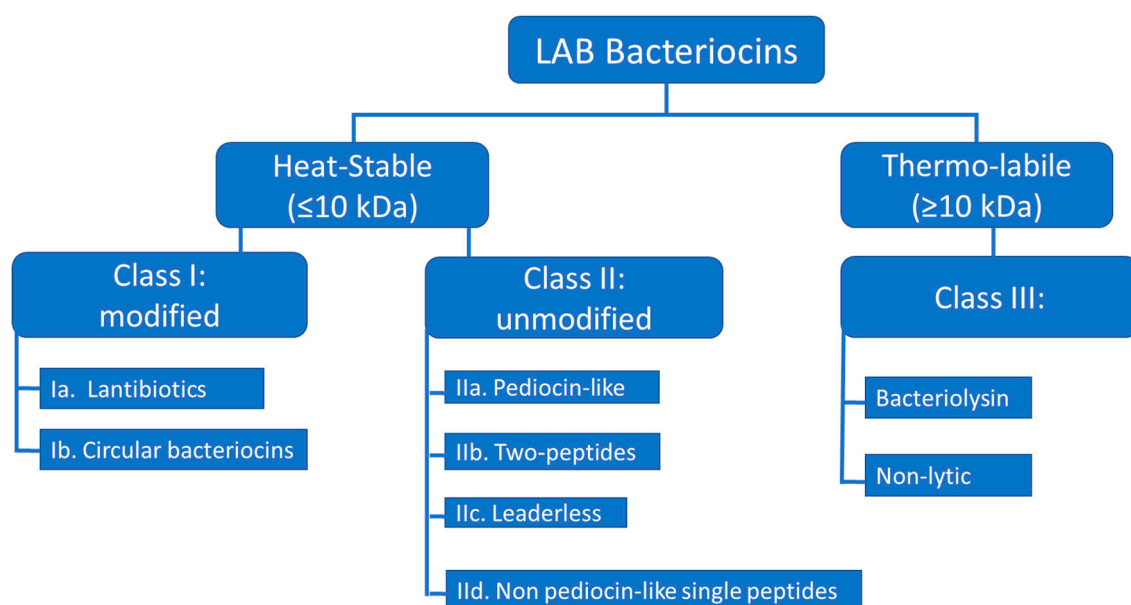 LAB Bacteriocins
Heat-Stable
(≤10 kDa)
Thermo-labile
(≥10 kDa)
Class I:
modified
Class II:
unmodified
Class III:
Ia. Lantibiotics
Ib. Circular bacteriocins
IIa. Pediocin-like
IIb. Two-peptides
IIc. Leaderless
IId. Non pediocin-like single peptides
Bacteriolysin
Non-lytic